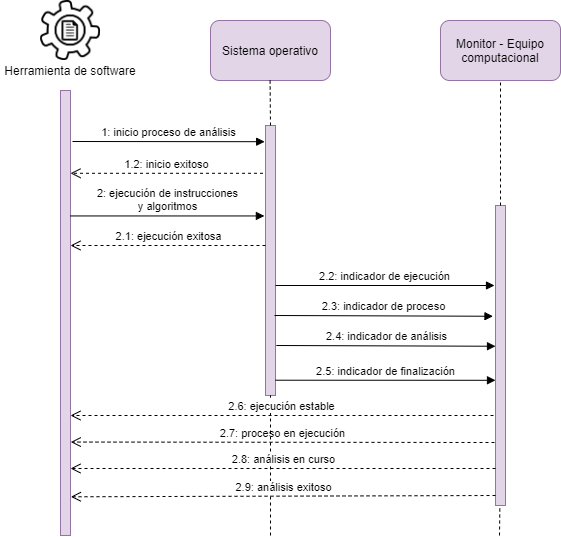 Herramienta de software
Sistema operativo
Monitor - Equipo
computacional
1: inicio proceso de análisis
1.2: inicio exitoso
2: ejecución de instrucciones
y algoritmos
2.1: ejecución exitosa
2.2: indicador de ejecución
2.3: indicador de proceso
2.4: indicador de análisis
2.5: indicador de finalización
2.6: ejecución estable
2.7: proceso en ejecución
2.8: análisis en curso
2.9: análisis exitoso